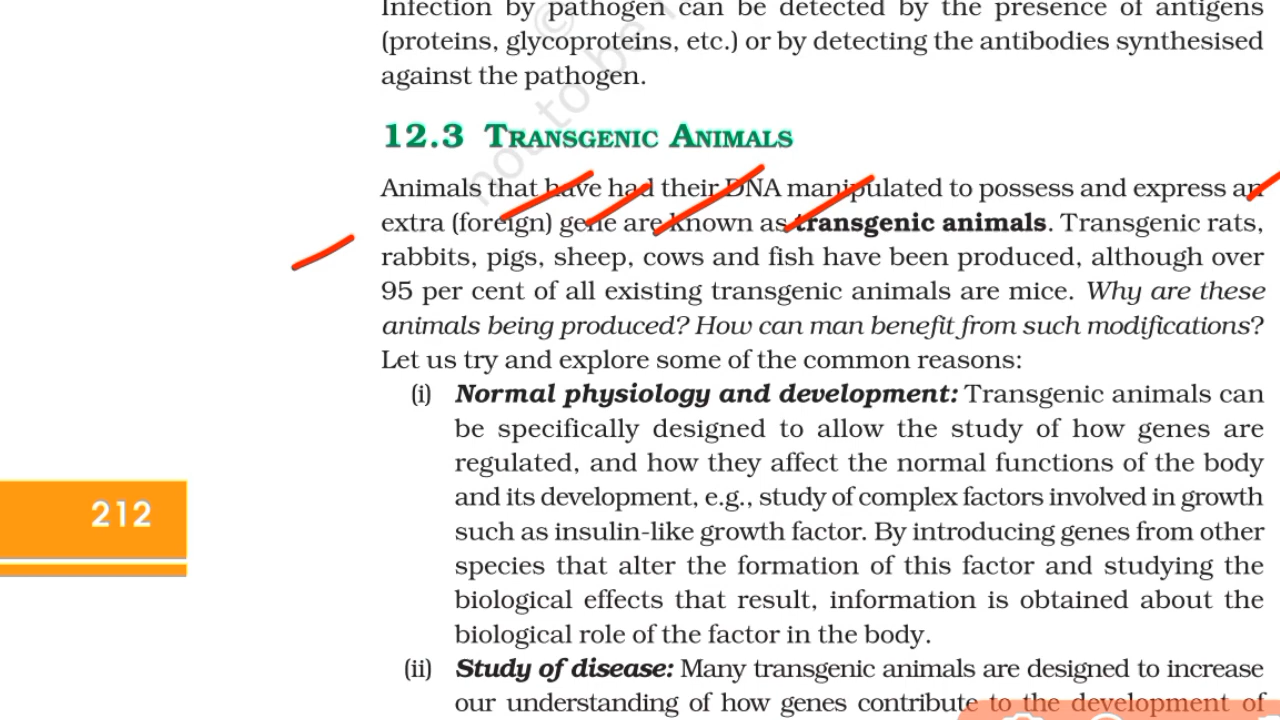 Infection by pathogen can be detected by the presence of antigens
(proteins, glycoproteins, etc.) or by detecting the antibodies synthesised
against the pathogen.
© not to be
12.3 TRANSGENIC ANIMALS
Animals that have had their DNA manipulated to possess and express an
extra (foreign) gene are known as transgenic animals. Transgenic rats,
rabbits, pigs, sheep, cows and fish have been produced, although over
95 per cent of all existing transgenic animals are mice. Why are these
animals being produced? How can man benefit from such modifications?
Let us try and explore some of the common reasons:
(i) Normal physiology and development: Transgenic animals can
be specifically designed to allow the study of how genes are
regulated, and how they affect the normal functions of the body
and its development, e.g., study of complex factors involved in growth
such as insulin-like growth factor. By introducing genes from other
species that alter the formation of this factor and studying the
biological effects that result, information is obtained about the
biological role of the factor in the body.
(ii) Study of disease: Many transgenic animals are designed to increase
our understanding of how genes contribute to the development of
212